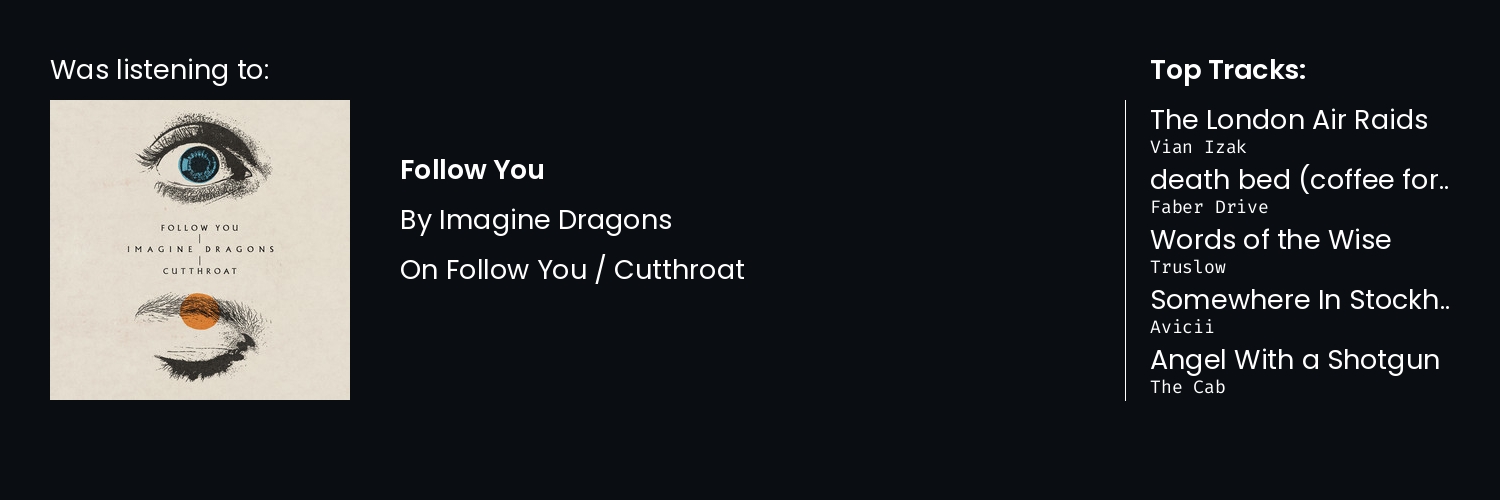 Was listening to:
FOLLOW YOU
IMAGINE DRAGONS
CUTTHROAT
Follow You
By Imagine Dragons
On Follow You / Cutthroat
Top Tracks:
The London Air Raids
Vian Izak
death bed (coffee for..
Faber Drive
Words of the Wise
Truslow
Somewhere In Stockh..
Avicii
Angel With a Shotgun
The Cab